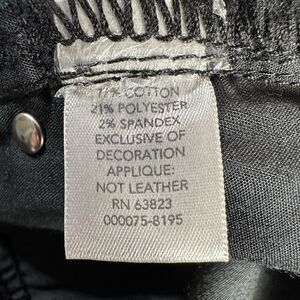 COTTON
21% POLYESTER
2% SPANDEX
EXCLUSIVE OF
DECORATION
APPLIQUE:
NOT LEATHER
RN 63823
000075-8195